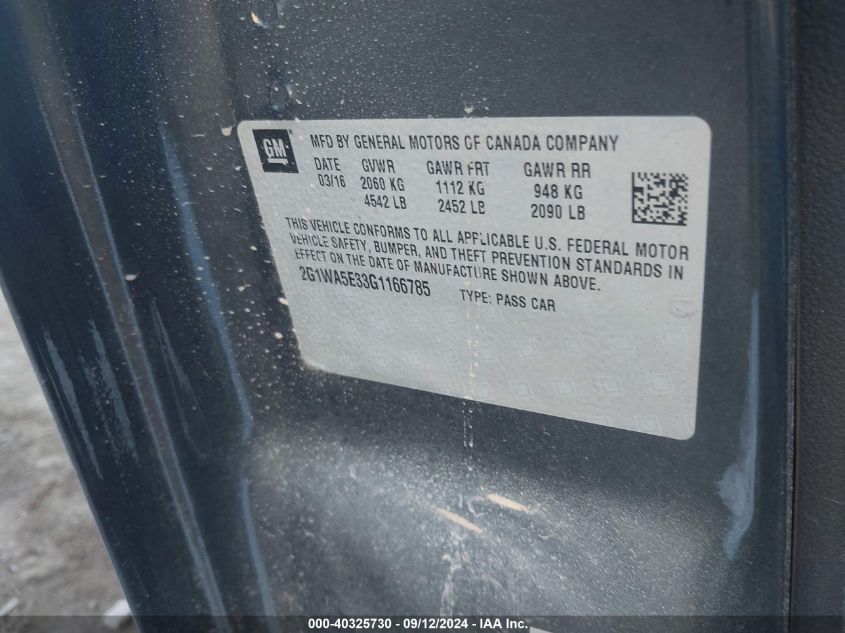 GM
MFD BY GENERAL MOTORS OF CANADA COMPANY
DATE GVWR GAWR FRT GAWR RR
03/16 2060 KG 1112 KG 948 KG
4542 LB 2452 LB 2090 LB
THIS VEHICLE CONFORMS TO ALL APPLICABLE U.S. FEDERAL MOTOR
VEHICLE SAFETY, BUMPER, AND THEFT PREVENTION STANDARDS IN
EFFECT ON THE DATE OF MANUFACTURE SHOWN ABOVE.
2G1WA5E33G1166785 TYPE: PASS CAR
000-40325730 - 09/12/2024 - IAA Inc.